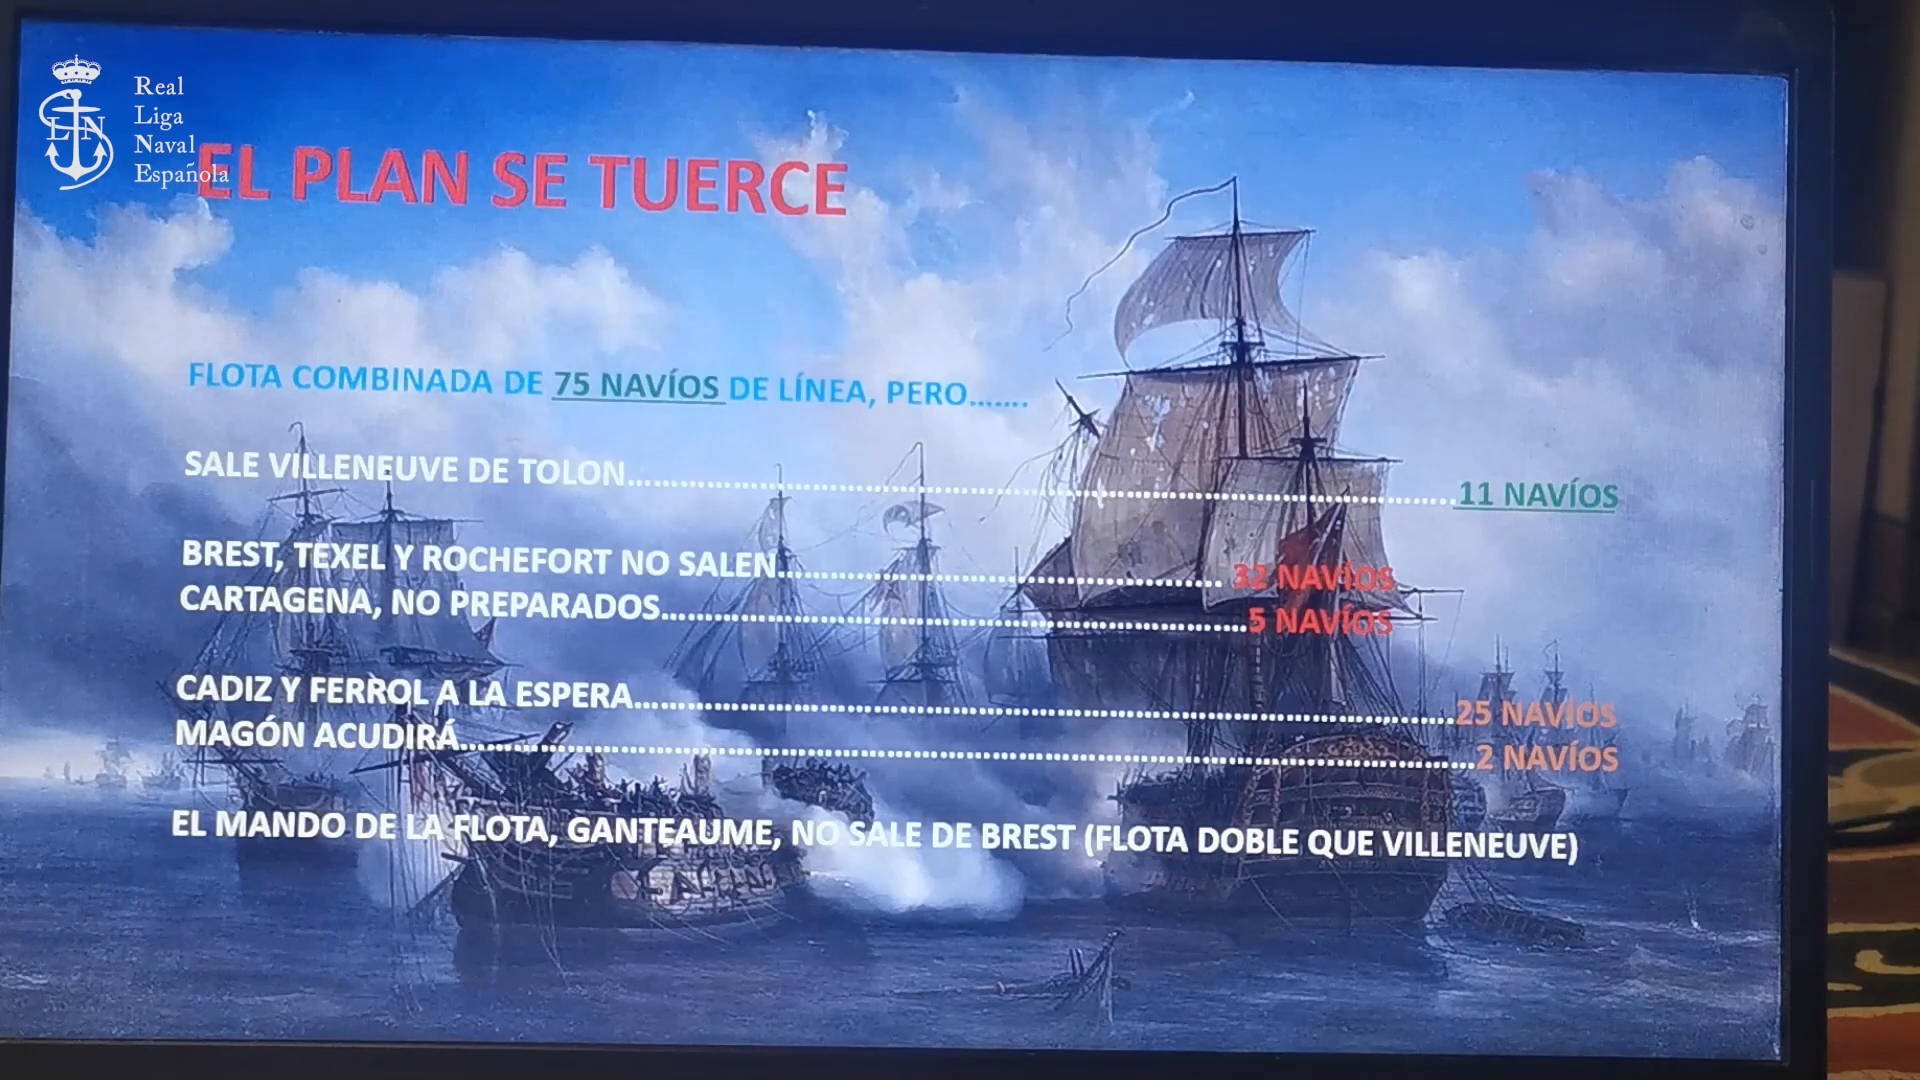 Real
Liga
Naval
Española
L N
EL PLAN SE TUERCE
FLOTA COMBINADA DE 75 NAVÍOS DE LÍNEA, PERO.......
SALE VILLENEUVE DE TOLON..........11 NAVÍOS
BREST, TEXEL Y ROCHEFORT NO SALEN.......... 32 NAVÍOS
CARTAGENA, NO PREPARADOS..........5 NAVÍOS
CADIZ Y FERROL A LA ESPERA..........25 NAVÍOS
MAGÓN ACUDIRÁ..........2 NAVÍOS
EL MANDO DE LA FLOTA, GANTEAUME, NO SALE DE BREST (FLOTA DOBLE QUE VILLENEUVE)